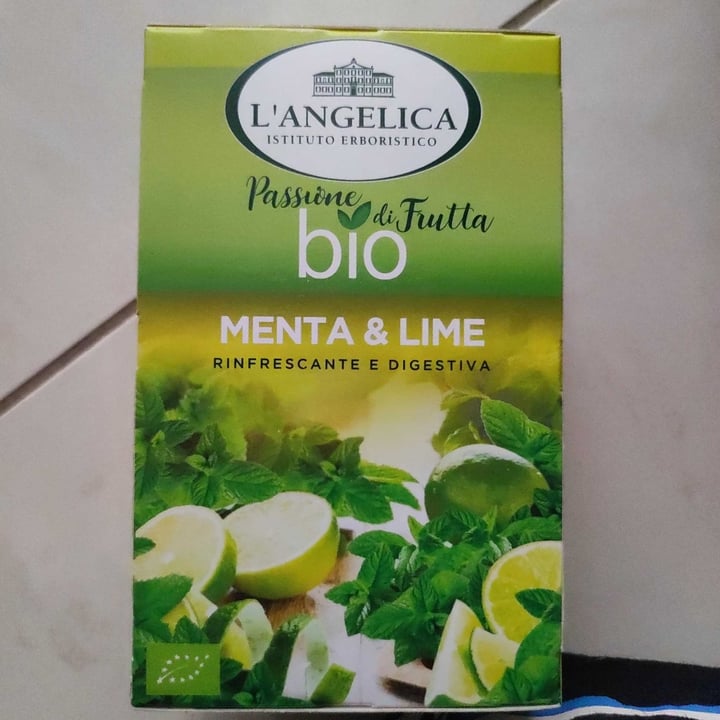 L'ANGELICA
ISTITUTO ERBORISTICO
Passione
di Frutta
bio
MENTA & LIME
RINFRESCANTE E DIGESTIVA